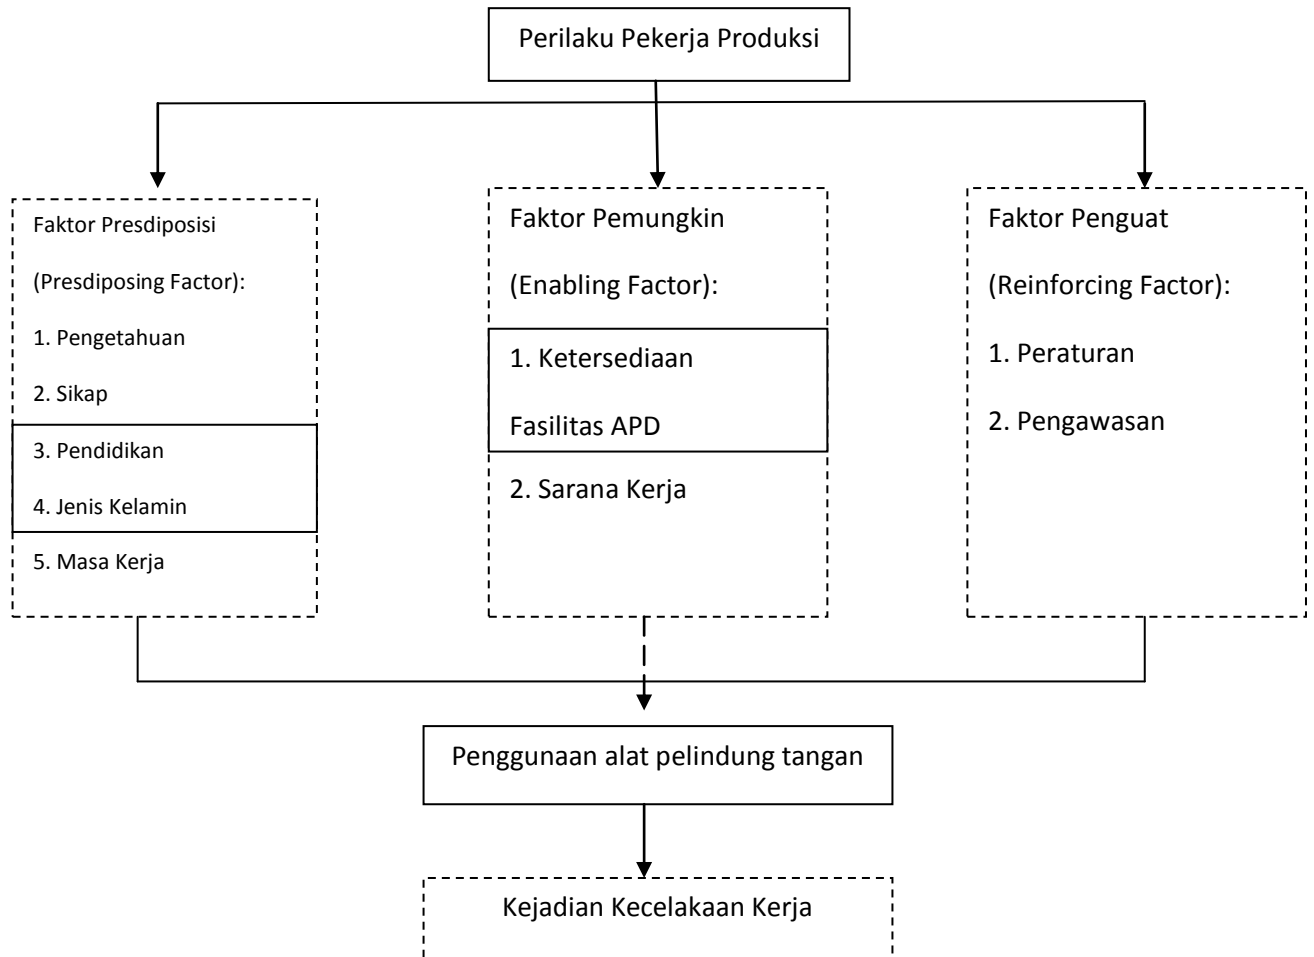 Perilaku Pekerja Produksi
Faktor Presdiposisi
(Presdiposing Factor):
1. Pengetahuan
2. Sikap
3. Pendidikan
4. Jenis Kelamin
5. Masa Kerja
Faktor Pemungkin
(Enabling Factor):
1. Ketersediaan
Fasilitas APD
2. Sarana Kerja
Faktor Penguat
(Reinforcing Factor):
1. Peraturan
2. Pengawasan
Penggunaan alat pelindung tangan
Kejadian Kecelakaan Kerja